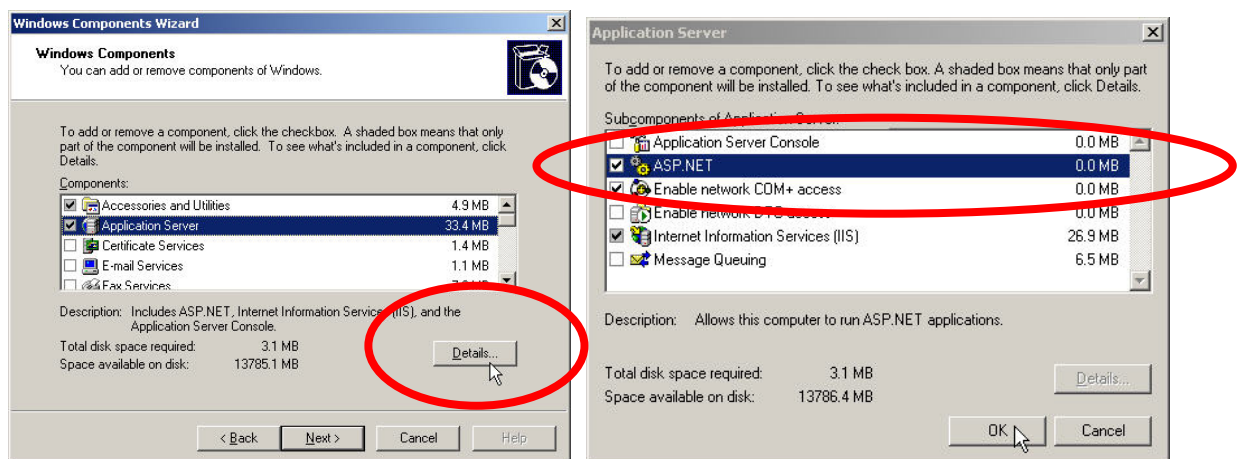 Windows Components Wizard
Windows Components
You can add or remove components of Windows.
To add or remove a component, click the checkbox. A shaded box means that only
part of the component will be installed. To see what's included in a component, click
Details.
Components:
Accessories and Utilities 4.9 MB
Application Server 33.4 MB
Certificate Services 1.4 MB
E-mail Services 1.1 MB
Fax Services
Description: Includes ASP.NET, Internet Information Services (IIS), and the
Application Server Console.
Total disk space required: 3.1 MB
Space available on disk: 13785.1 MB
Details...
< Back Next > Cancel Help
Application Server
To add or remove a component, click the check box. A shaded box means that only part
of the component will be installed. To see what's included in a component, click Details.
Subcomponents of Application Server:
Application Server Console 0.0 MB
ASP.NET 0.0 MB
Enable network COM+ access 0.0 MB
Enable network DTC access 0.0 MB
Internet Information Services (IIS) 26.9 MB
Message Queuing 6.5 MB
Description: Allows this computer to run ASP.NET applications.
Total disk space required: 3.1 MB
Space available on disk: 13786.4 MB
Details...
OK Cancel